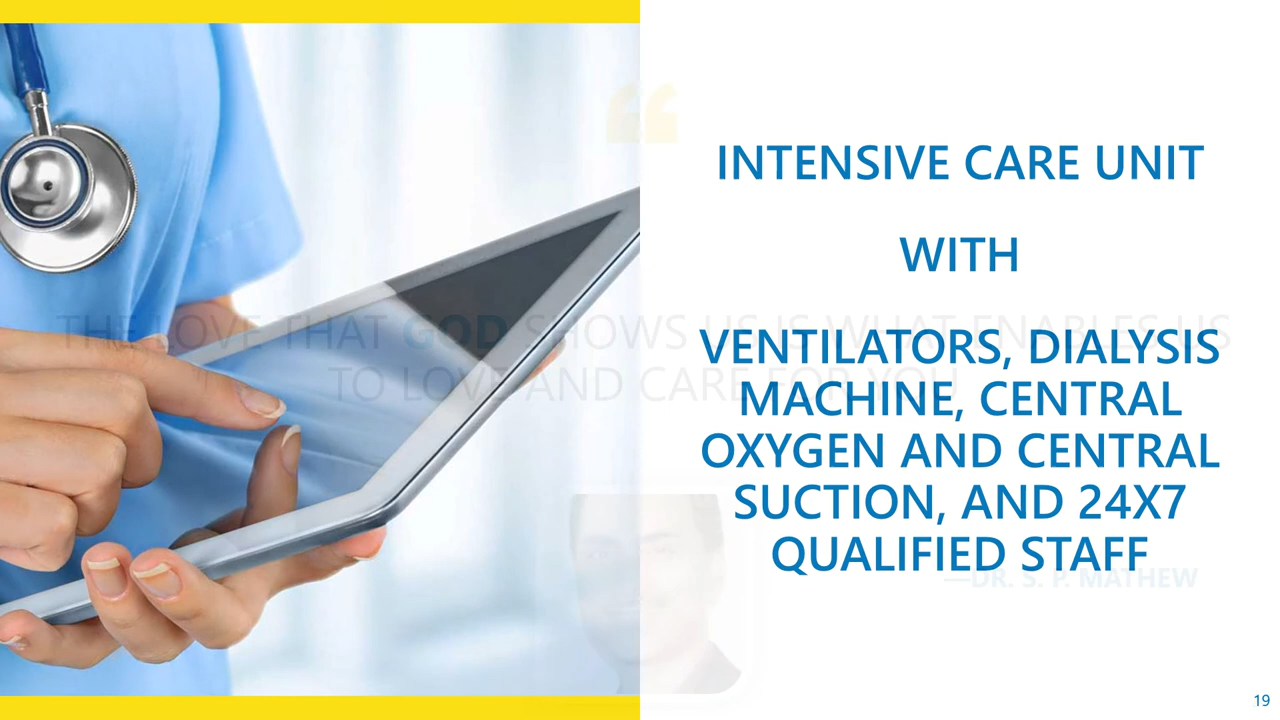 INTENSIVE CARE UNIT
WITH
VENTILATORS, DIALYSIS
MACHINE, CENTRAL
OXYGEN AND CENTRAL
SUCTION, AND 24X7
QUALIFIED STAFF
“
THE LOVE THAT GOD SHOWS US IS WHAT ENABLES US
TO LOVE AND CARE FOR YOU
—DR. S. P. MATHEW
19